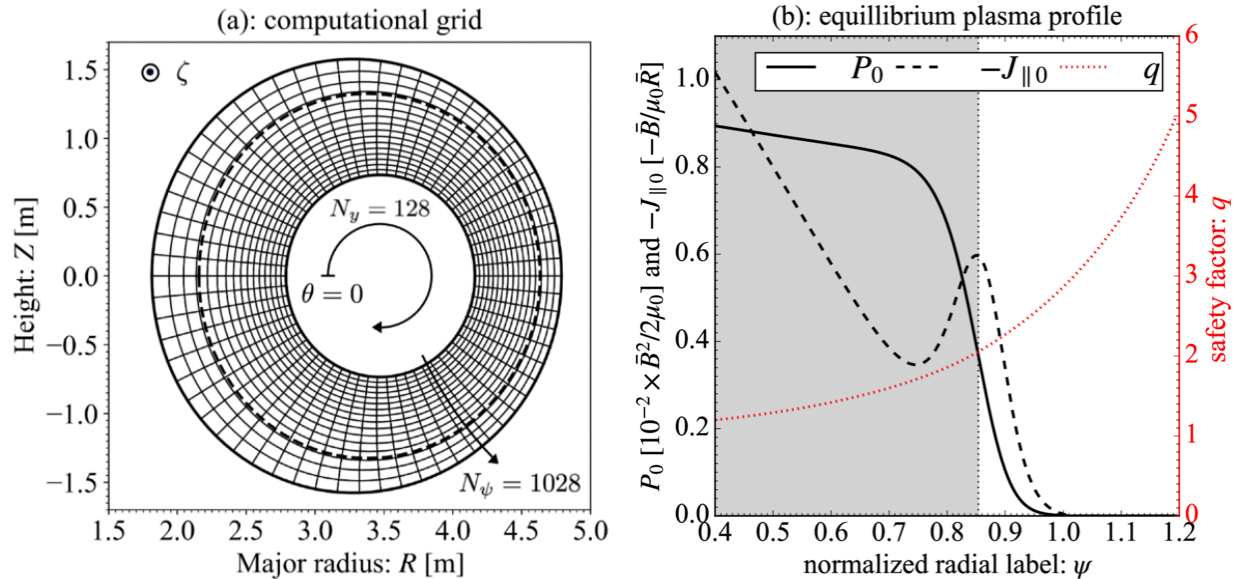 (a): computational grid
ζ
N_y = 128
θ = 0
N_ψ = 1028
Height: Z [m]
1.5
1.0
0.5
0.0
−0.5
−1.0
−1.5
1.5 2.0 2.5 3.0 3.5 4.0 4.5 5.0
Major radius: R [m]
(b): equillibrium plasma profile
P_0 −J_{∥0} q
P_0 [10^{−2} × B̄^2/2μ_0] and −J_{∥0} [−B̄/μ_0R̄]
1.0
0.8
0.6
0.4
0.2
0.0
0.4 0.5 0.6 0.7 0.8 0.9 1.0 1.1 1.2
normalized radial label: ψ
6
5
4
3
2
1
0
safety factor: q